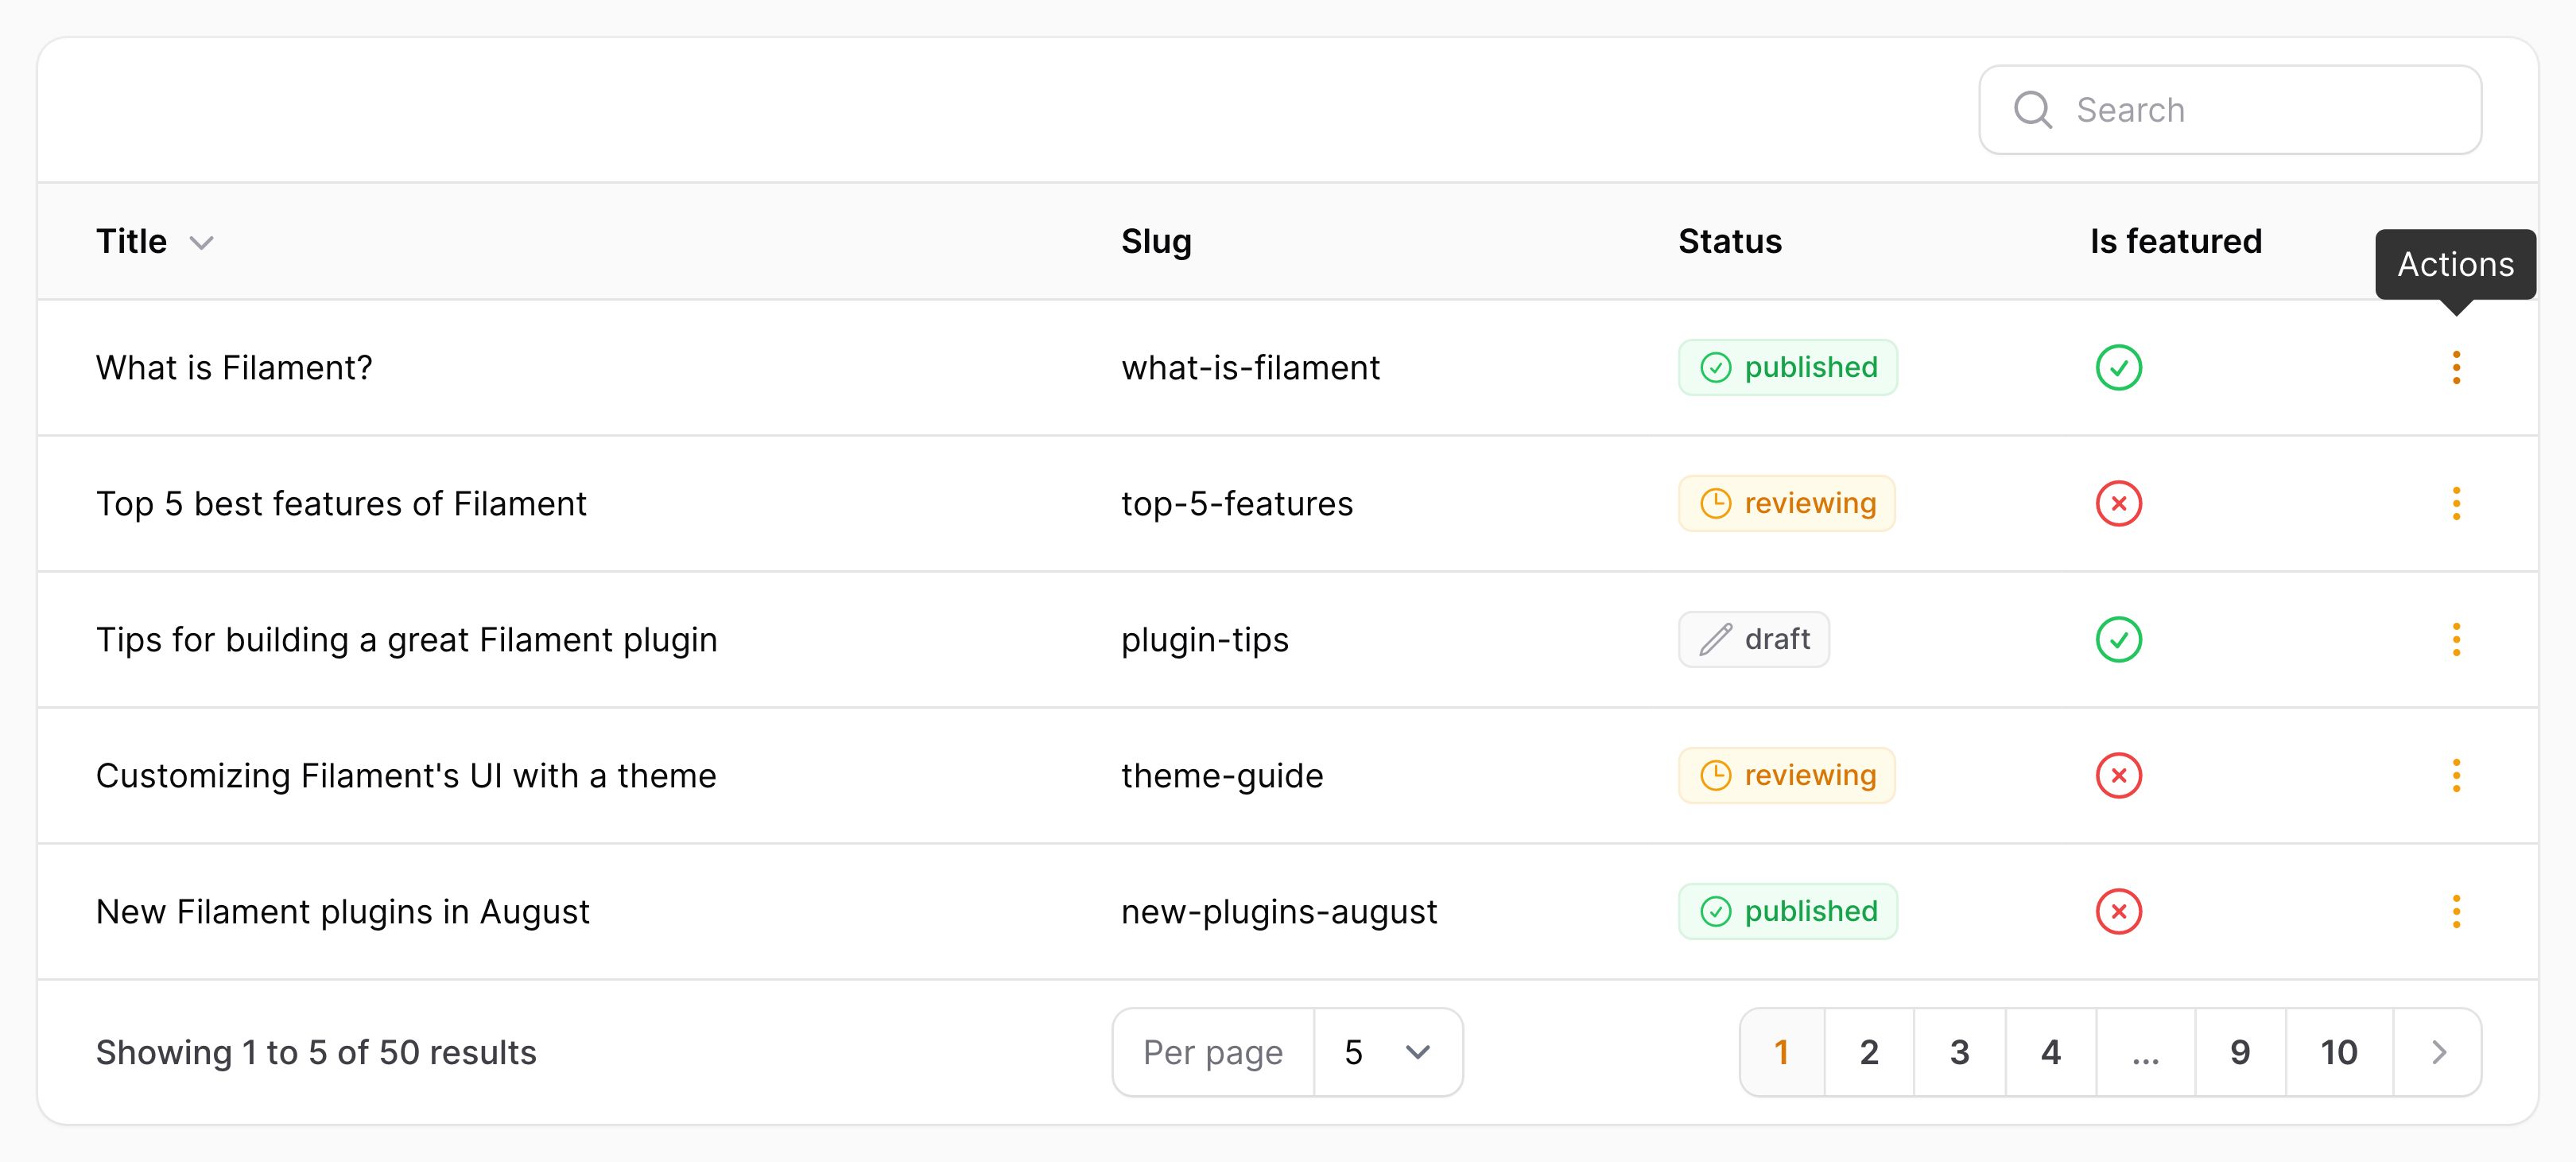 Search
Title Slug Status Is featured
Actions
What is Filament? what-is-filament published
Top 5 best features of Filament top-5-features reviewing
Tips for building a great Filament plugin plugin-tips draft
Customizing Filament's UI with a theme theme-guide reviewing
New Filament plugins in August new-plugins-august published
Showing 1 to 5 of 50 results Per page 5 1 2 3 4 ... 9 10